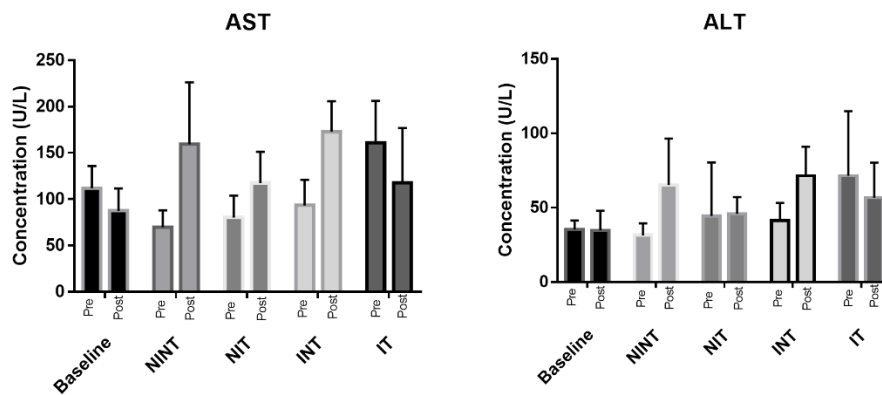 AST
Concentration (U/L)
250
200
150
100
50
0
Pre
Post
Pre
Post
Pre
Post
Pre
Post
Pre
Post
Baseline
NINT
NIT
INT
IT
ALT
Concentration (U/L)
150
100
50
0
Pre
Post
Pre
Post
Pre
Post
Pre
Post
Pre
Post
Baseline
NINT
NIT
INT
IT